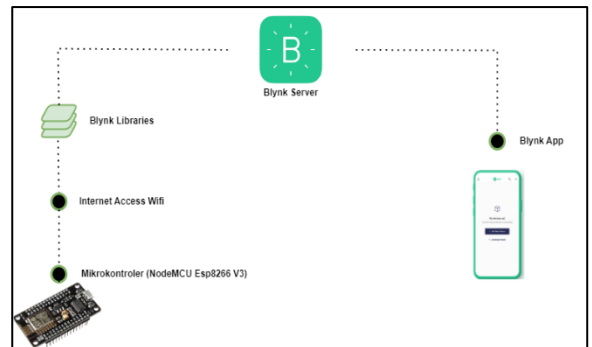 B
Blynk Server
Blynk Libraries
Blynk App
Internet Access Wifi
Mikrokontroler (NodeMCU Esp8266 V3)